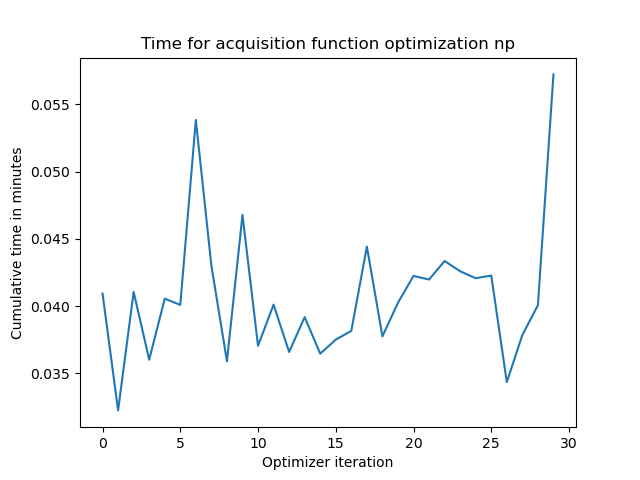 Time for acquisition function optimization np
Cumulative time in minutes
0.055
0.050
0.045
0.040
0.035
0 5 10 15 20 25 30
Optimizer iteration